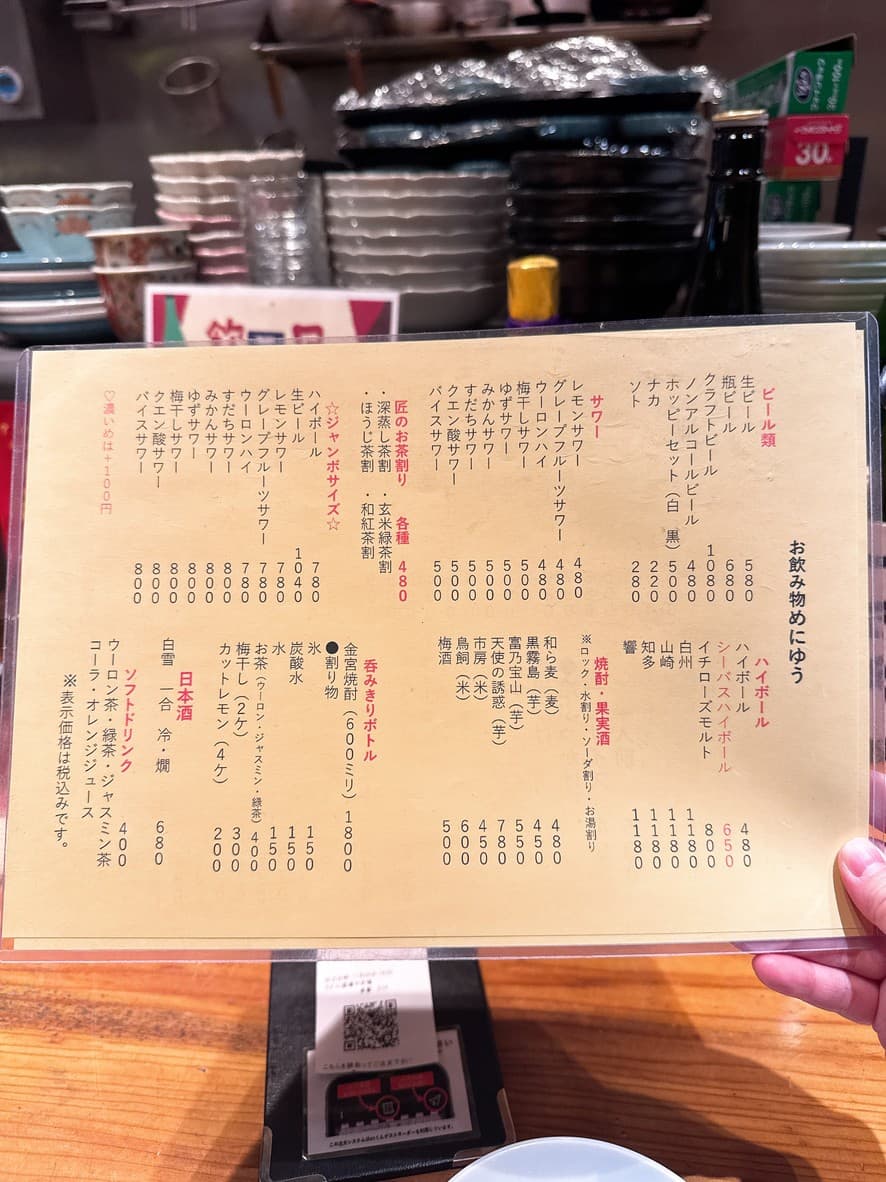 お飲み物めにゆう
ビール類
生ビール 580
瓶ビール 680
クラフトビール 1080
ノンアルコールビール 480
ホッピーセット（白 黒） 500
ナカ 220
ソト 280
サワー
レモンサワー 480
グレープフルーツサワー 480
ウーロンハイ 480
梅干しサワー 500
ゆずサワー 500
みかんサワー 500
すだちサワー 500
クエン酸サワー 500
バイスサワー 500
匠のお茶割り 各種 480
・深蒸し茶割 ・玄米緑茶割
・ほうじ茶割 ・和紅茶割
☆ジャンボサイズ☆
ハイボール 780
生ビール 1040
レモンサワー 780
グレープフルーツサワー 780
ウーロンハイ 780
すだちサワー 800
みかんサワー 800
ゆずサワー 800
梅干しサワー 800
クエン酸サワー 800
バイスサワー 800
♡濃いめは+100円
ハイボール
ハイボール 480
シーバスハイボール 650
イチローズモルト 800
白州 1180
山崎 1180
知多 1180
響 1180
焼酎・果実酒
※ロック・水割り・ソーダ割り・お湯割り
和ら麦（麦） 480
黒霧島（芋） 450
富乃宝山（芋） 550
天使の誘惑（芋） 780
市房（米） 450
鳥飼（米） 600
梅酒 500
呑みきりボトル
金宮焼酎（600ミリ） 1800
●割り物
氷 150
炭酸水 150
水 150
お茶（ウーロン・ジャスミン・緑茶） 400
梅干し（2ケ） 300
カットレモン（4ケ） 200
日本酒
白雪 一合 冷・燗 680
ソフトドリンク 400
ウーロン茶・緑茶・ジャスミン茶
コーラ・オレンジジュース
※表示価格は税込みです。
30